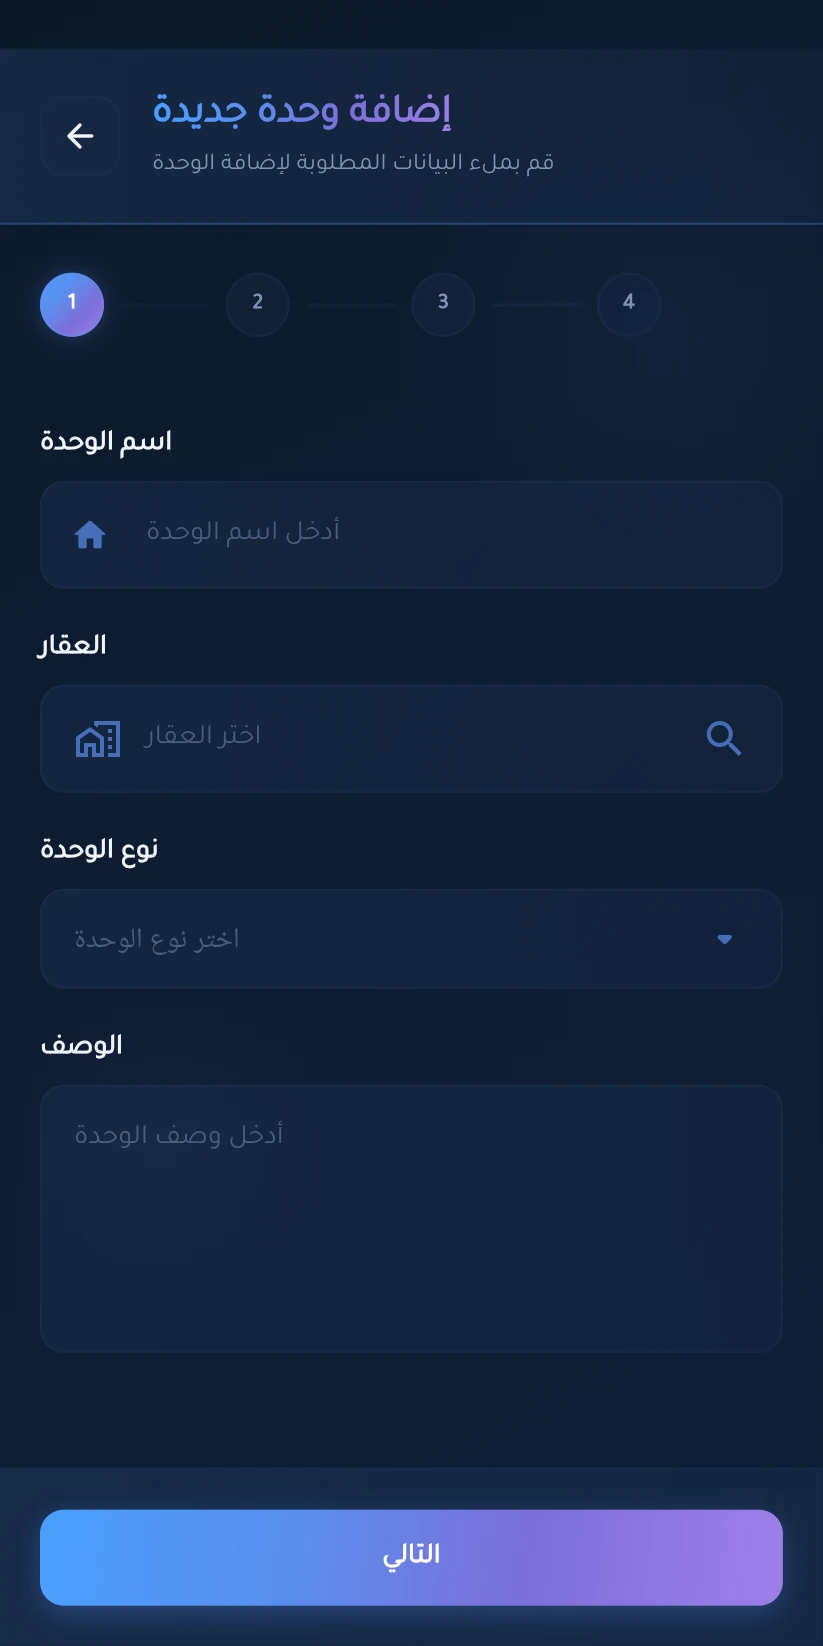 إضافة وحدة جديدة
قم بملء البيانات المطلوبة لإضافة الوحدة
1 2 3 4
اسم الوحدة
أدخل اسم الوحدة
العقار
اختر العقار
نوع الوحدة
اختر نوع الوحدة
الوصف
أدخل وصف الوحدة
التالي